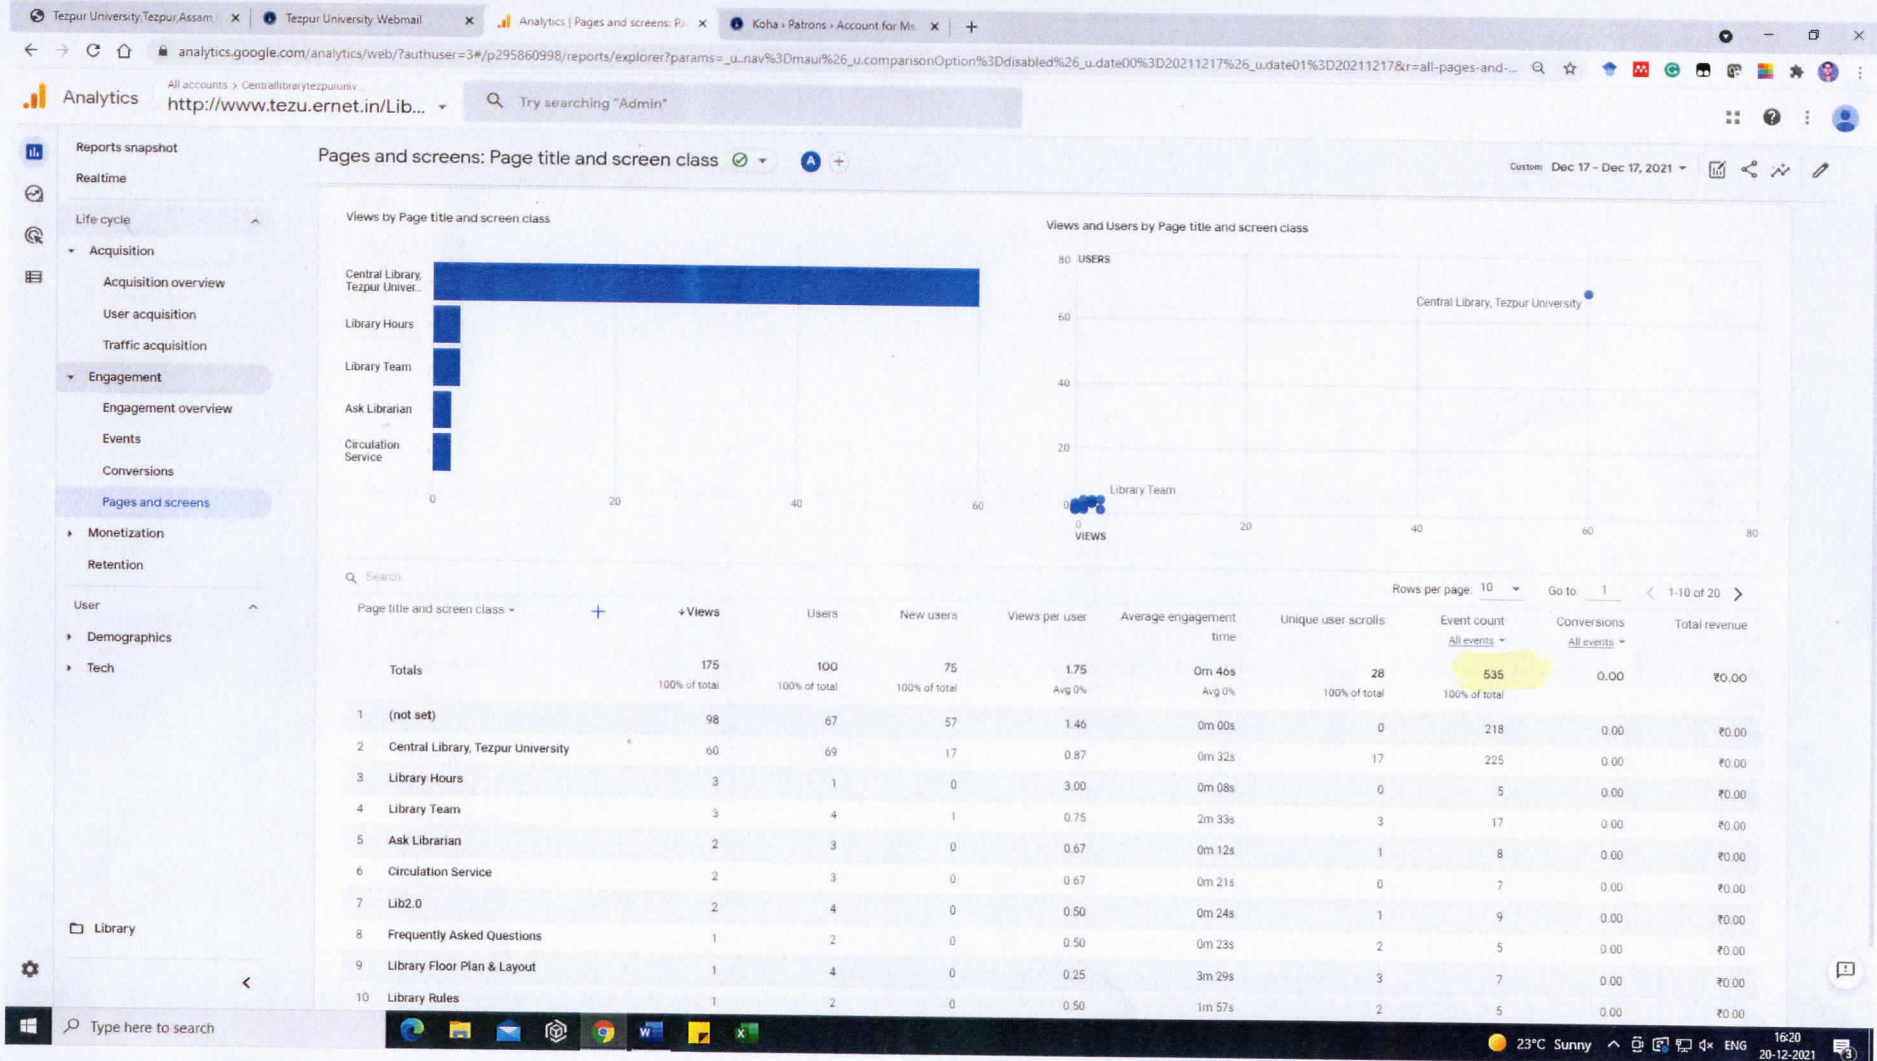 Tezpur University,Tezpur,Assam
Tezpur University Webmail
Analytics | Pages and screens: P
Koha › Patrons › Account for Ms.
analytics.google.com/analytics/web/?authuser=3#/p295860998/reports/explorer?params=_u..nav%3Dmaui%26_u.comparisonOption%3Ddisabled%26_u.date00%3D20211217%26_u.date01%3D20211217&r=all-pages-and-...
All accounts > Centrallibrarytezpuruniv...
Analytics
http://www.tezu.ernet.in/Lib...
Try searching "Admin"
Reports snapshot
Realtime
Life cycle
Acquisition
Acquisition overview
User acquisition
Traffic acquisition
Engagement
Engagement overview
Events
Conversions
Pages and screens
Monetization
Retention
User
Demographics
Tech
Library
Pages and screens: Page title and screen class
A
Custom Dec 17 - Dec 17, 2021
Views by Page title and screen class
Central Library,
Tezpur Univer...
Library Hours
Library Team
Ask Librarian
Circulation
Service
0 20 40 60
Views and Users by Page title and screen class
80 USERS
Central Library, Tezpur University
60
40
20
Library Team
0
0 20 40 60 80
VIEWS
Search
Rows per page: 10 Go to: 1 1-10 of 20
Page title and screen class + ↓Views Users New users Views per user Average engagement time Unique user scrolls Event count All events Conversions All events Total revenue
Totals 175 100 75 1.75 0m 46s 28 535 0.00 ₹0.00
100% of total 100% of total 100% of total Avg 0% Avg 0% 100% of total 100% of total
1 (not set) 98 67 57 1.46 0m 00s 0 218 0.00 ₹0.00
2 Central Library, Tezpur University 60 69 17 0.87 0m 32s 17 225 0.00 ₹0.00
3 Library Hours 3 1 0 3.00 0m 08s 0 5 0.00 ₹0.00
4 Library Team 3 4 1 0.75 2m 33s 3 17 0.00 ₹0.00
5 Ask Librarian 2 3 0 0.67 0m 12s 1 8 0.00 ₹0.00
6 Circulation Service 2 3 0 0.67 0m 21s 0 7 0.00 ₹0.00
7 Lib2.0 2 4 0 0.50 0m 24s 1 9 0.00 ₹0.00
8 Frequently Asked Questions 1 2 0 0.50 0m 23s 2 5 0.00 ₹0.00
9 Library Floor Plan & Layout 1 4 0 0.25 3m 29s 3 7 0.00 ₹0.00
10 Library Rules 1 2 0 0.50 1m 57s 2 5 0.00 ₹0.00
Type here to search
23°C Sunny
ENG
16:20
20-12-2021
3